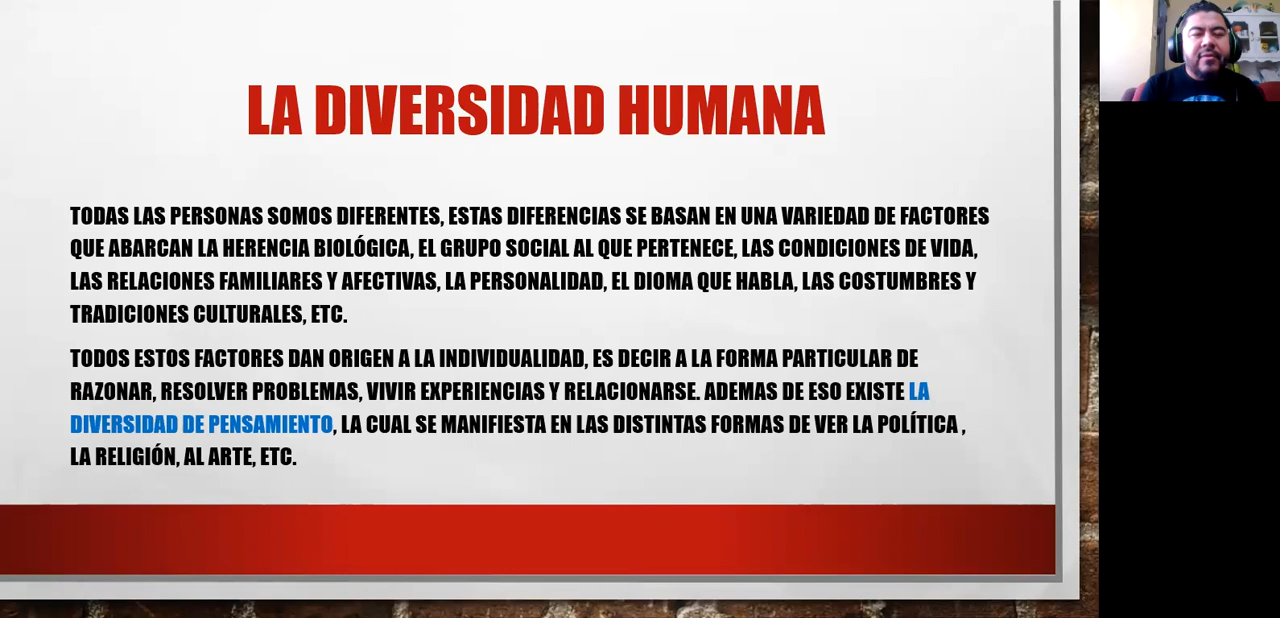 LA DIVERSIDAD HUMANA
TODAS LAS PERSONAS SOMOS DIFERENTES, ESTAS DIFERENCIAS SE BASAN EN UNA VARIEDAD DE FACTORES
QUE ABARCAN LA HERENCIA BIOLÓGICA, EL GRUPO SOCIAL AL QUE PERTENECE, LAS CONDICIONES DE VIDA,
LAS RELACIONES FAMILIARES Y AFECTIVAS, LA PERSONALIDAD, EL DIOMA QUE HABLA, LAS COSTUMBRES Y
TRADICIONES CULTURALES, ETC.
TODOS ESTOS FACTORES DAN ORIGEN A LA INDIVIDUALIDAD, ES DECIR A LA FORMA PARTICULAR DE
RAZONAR, RESOLVER PROBLEMAS, VIVIR EXPERIENCIAS Y RELACIONARSE. ADEMAS DE ESO EXISTE LA
DIVERSIDAD DE PENSAMIENTO, LA CUAL SE MANIFIESTA EN LAS DISTINTAS FORMAS DE VER LA POLÍTICA ,
LA RELIGIÓN, AL ARTE, ETC.